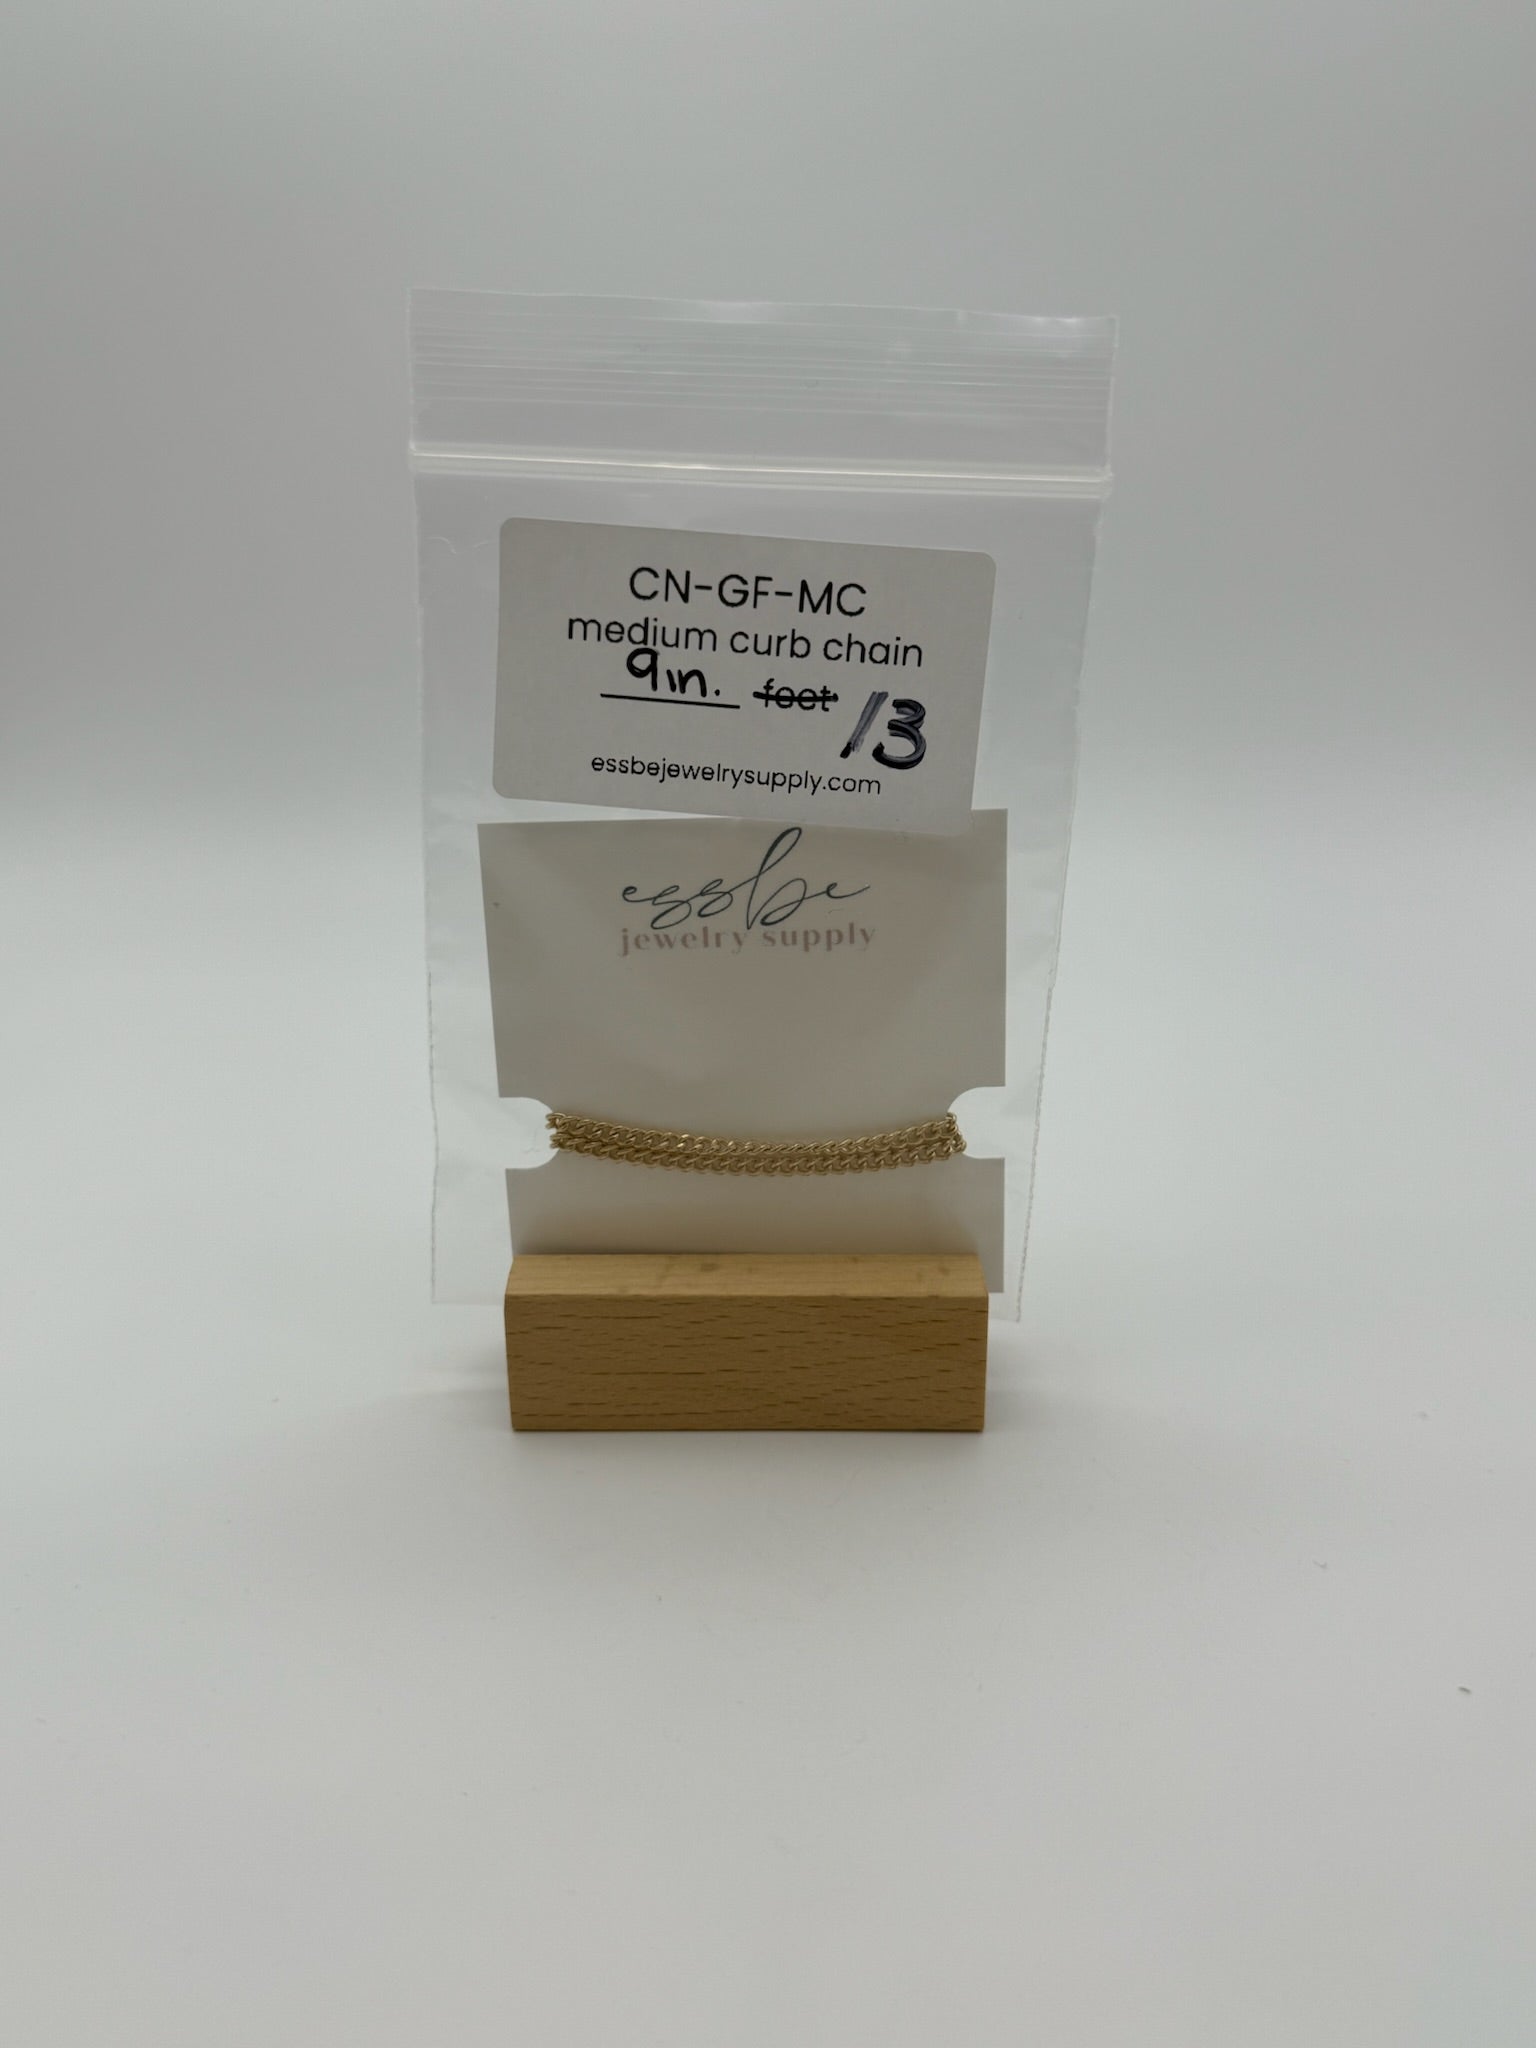 CN-GF-MC
medium curb chain
9in. feet /3
essbejewelrysupply.com
essbe
jewelry supply